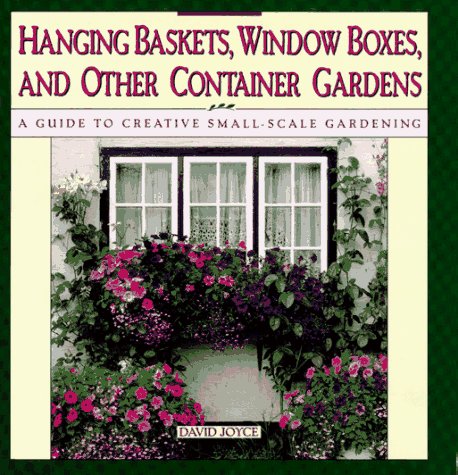 HANGING BASKETS, WINDOW BOXES,
AND OTHER CONTAINER GARDENS
A GUIDE TO CREATIVE SMALL-SCALE GARDENING
DAVID JOYCE